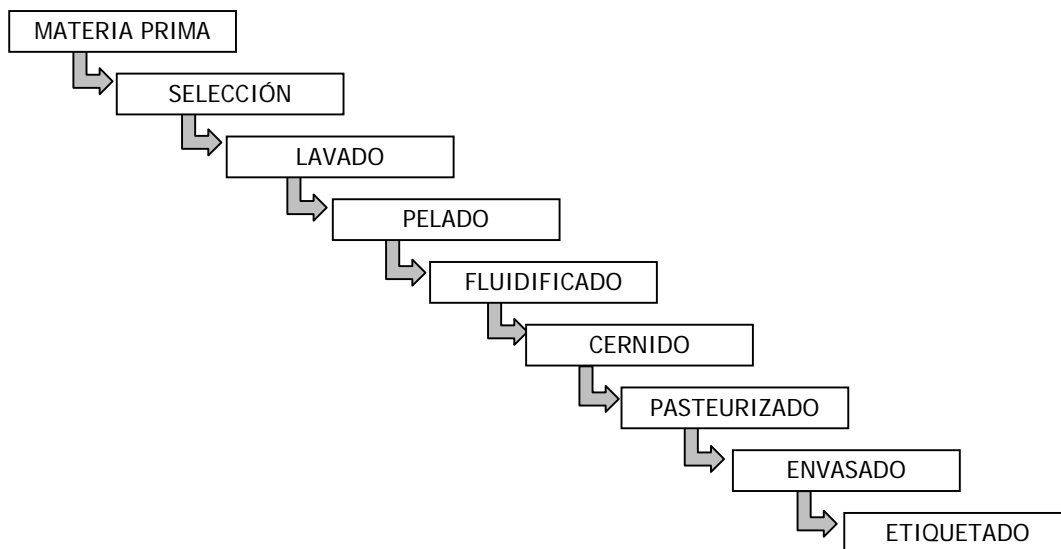 MATERIA PRIMA
SELECCIÓN
LAVADO
PELADO
FLUIDIFICADO
CERNIDO
PASTEURIZADO
ENVASADO
ETIQUETADO